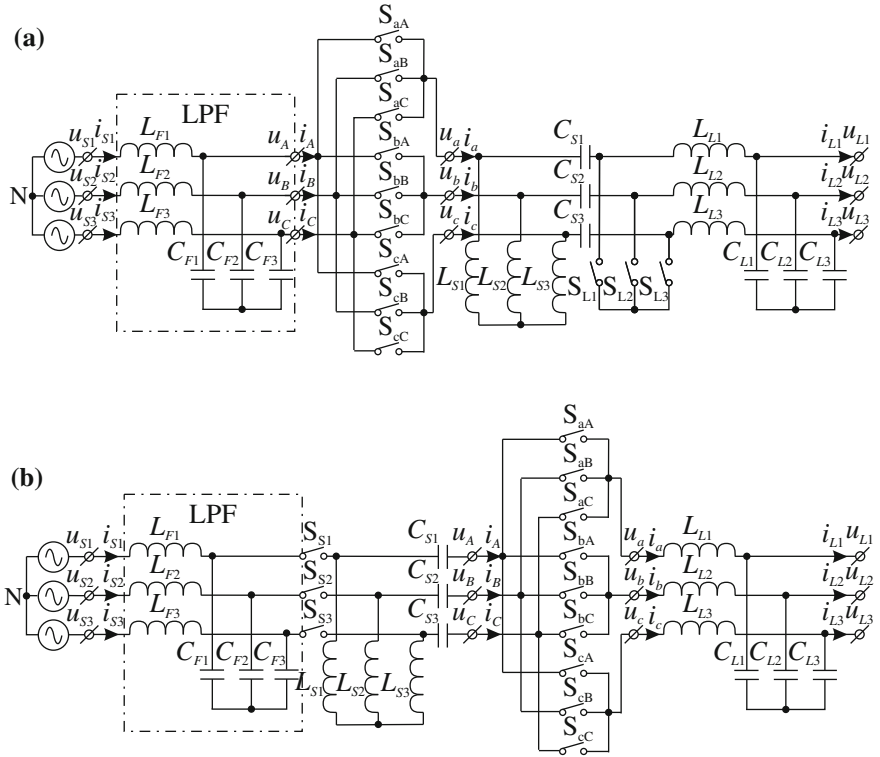 (a)
S_aA
S_aB
S_aC
S_bA
S_bB
S_bC
S_cA
S_cB
S_cC
LPF
N
u_S1 i_S1 L_F1 u_A i_A
u_S2 i_S2 L_F2 u_B i_B
u_S3 i_S3 L_F3 u_C i_C
C_F1 C_F2 C_F3
u_a i_a C_S1 L_L1 i_L1 u_L1
u_b i_b C_S2 L_L2 i_L2 u_L2
u_c i_c C_S3 L_L3 i_L3 u_L3
L_S1 L_S2 L_S3 S_L1 S_L2 S_L3
C_L1 C_L2 C_L3
(b)
S_aA
S_aB
S_aC
S_bA
S_bB
S_bC
S_cA
S_cB
S_cC
LPF
N
u_S1 i_S1 L_F1 S_S1 C_S1 u_A i_A
u_S2 i_S2 L_F2 S_S2 C_S2 u_B i_B
u_S3 i_S3 L_F3 S_S3 C_S3 u_C i_C
C_F1 C_F2 C_F3
L_S1 L_S2 L_S3
u_a i_a L_L1 i_L1 u_L1
u_b i_b L_L2 i_L2 u_L2
u_c i_c L_L3 i_L3 u_L3
C_L1 C_L2 C_L3